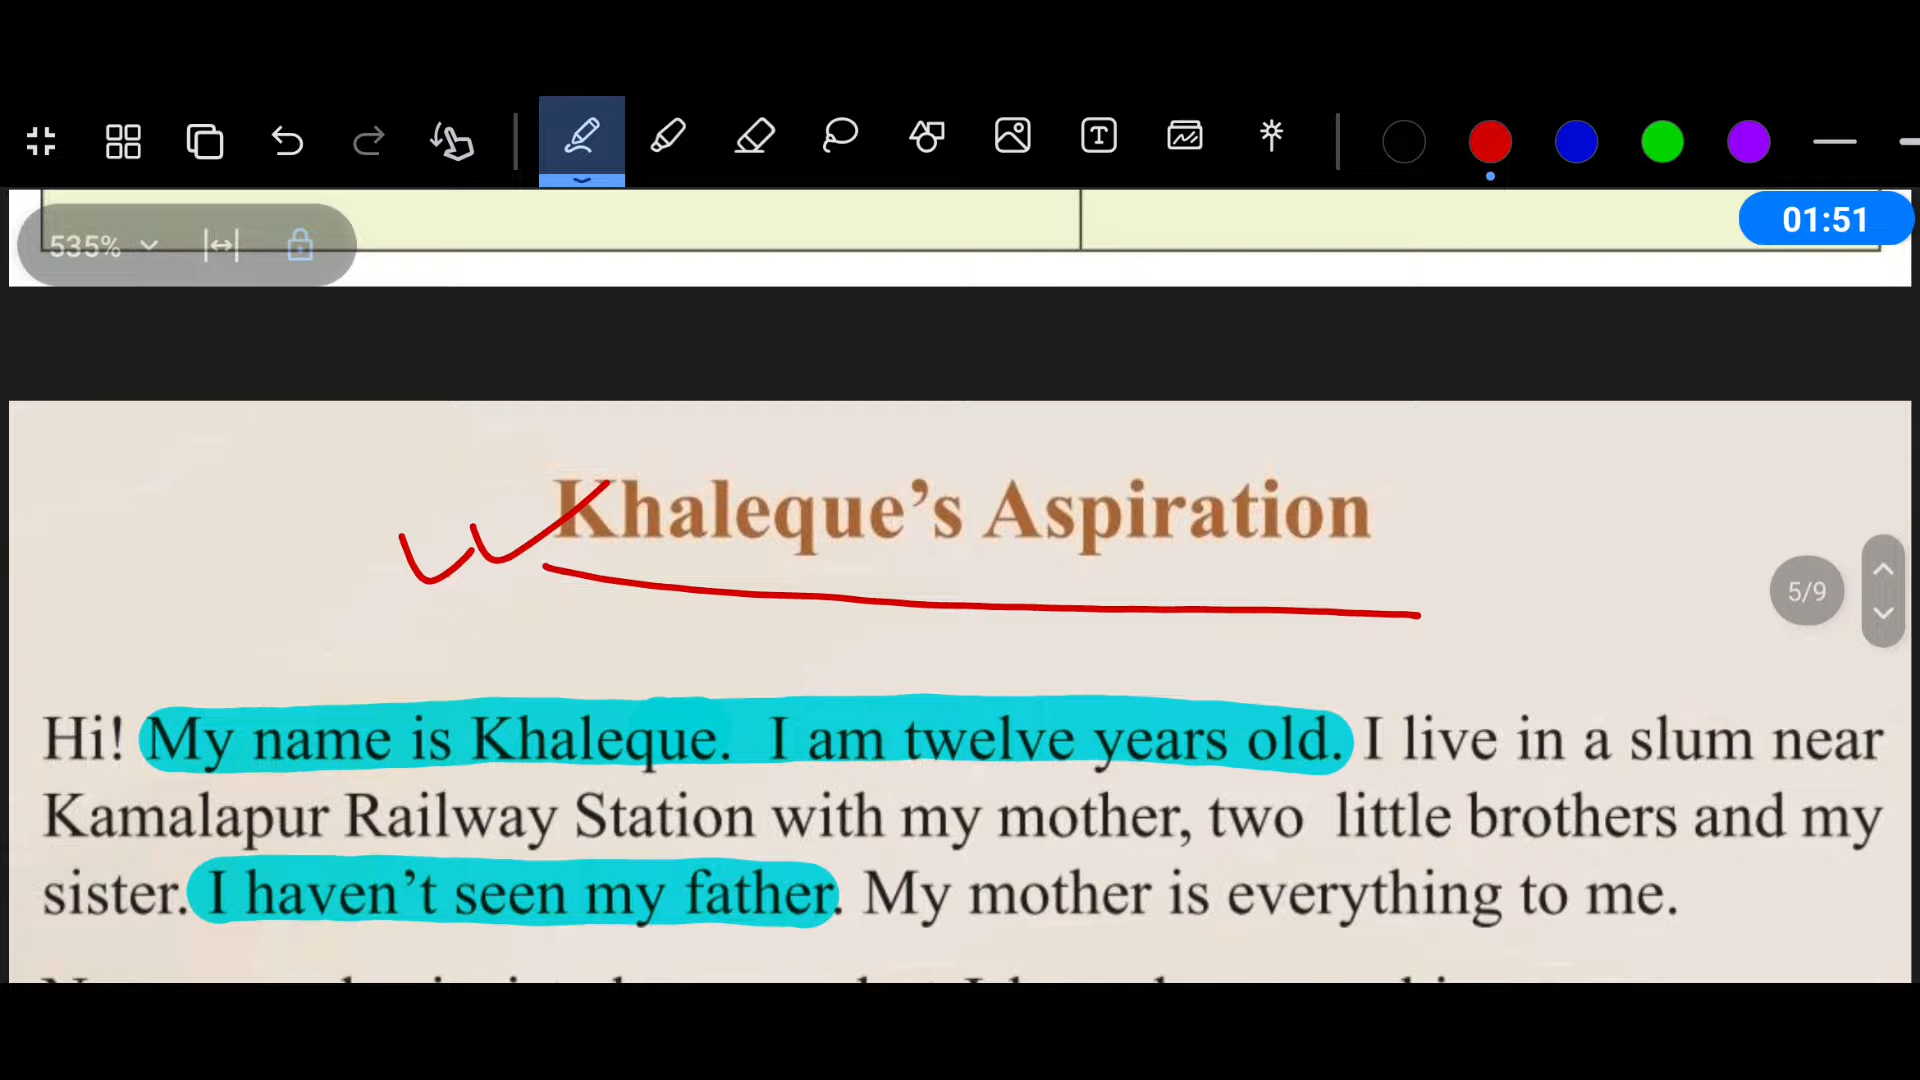 01:51
535%
Khaleque’s Aspiration
5/9
Hi! My name is Khaleque. I am twelve years old. I live in a slum near
Kamalapur Railway Station with my mother, two little brothers and my
sister. I haven’t seen my father. My mother is everything to me.